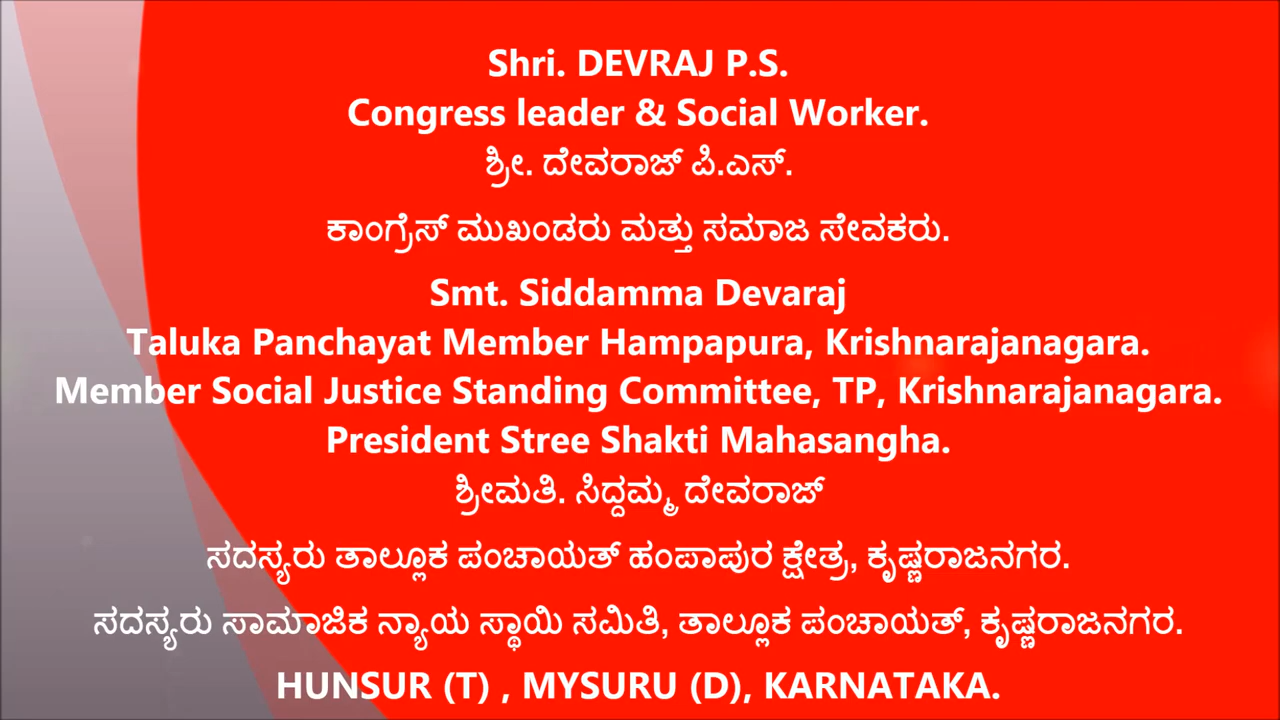 Shri. DEVRAJ P.S.
Congress leader & Social Worker.
ಶ್ರೀ. ದೇವರಾಜ್ ಪಿ.ಎಸ್.
ಕಾಂಗ್ರೆಸ್ ಮುಖಂಡರು ಮತ್ತು ಸಮಾಜ ಸೇವಕರು.
Smt. Siddamma Devaraj
Taluka Panchayat Member Hampapura, Krishnarajanagara.
Member Social Justice Standing Committee, TP, Krishnarajanagara.
President Stree Shakti Mahasangha.
ಶ್ರೀಮತಿ. ಸಿದ್ದಮ್ಮ ದೇವರಾಜ್
ಸದಸ್ಯರು ತಾಲ್ಲೂಕ ಪಂಚಾಯತ್ ಹಂಪಾಪುರ ಕ್ಷೇತ್ರ, ಕೃಷ್ಣರಾಜನಗರ.
ಸದಸ್ಯರು ಸಾಮಾಜಿಕ ನ್ಯಾಯ ಸ್ಥಾಯಿ ಸಮಿತಿ, ತಾಲ್ಲೂಕ ಪಂಚಾಯತ್, ಕೃಷ್ಣರಾಜನಗರ.
HUNSUR (T) , MYSURU (D), KARNATAKA.